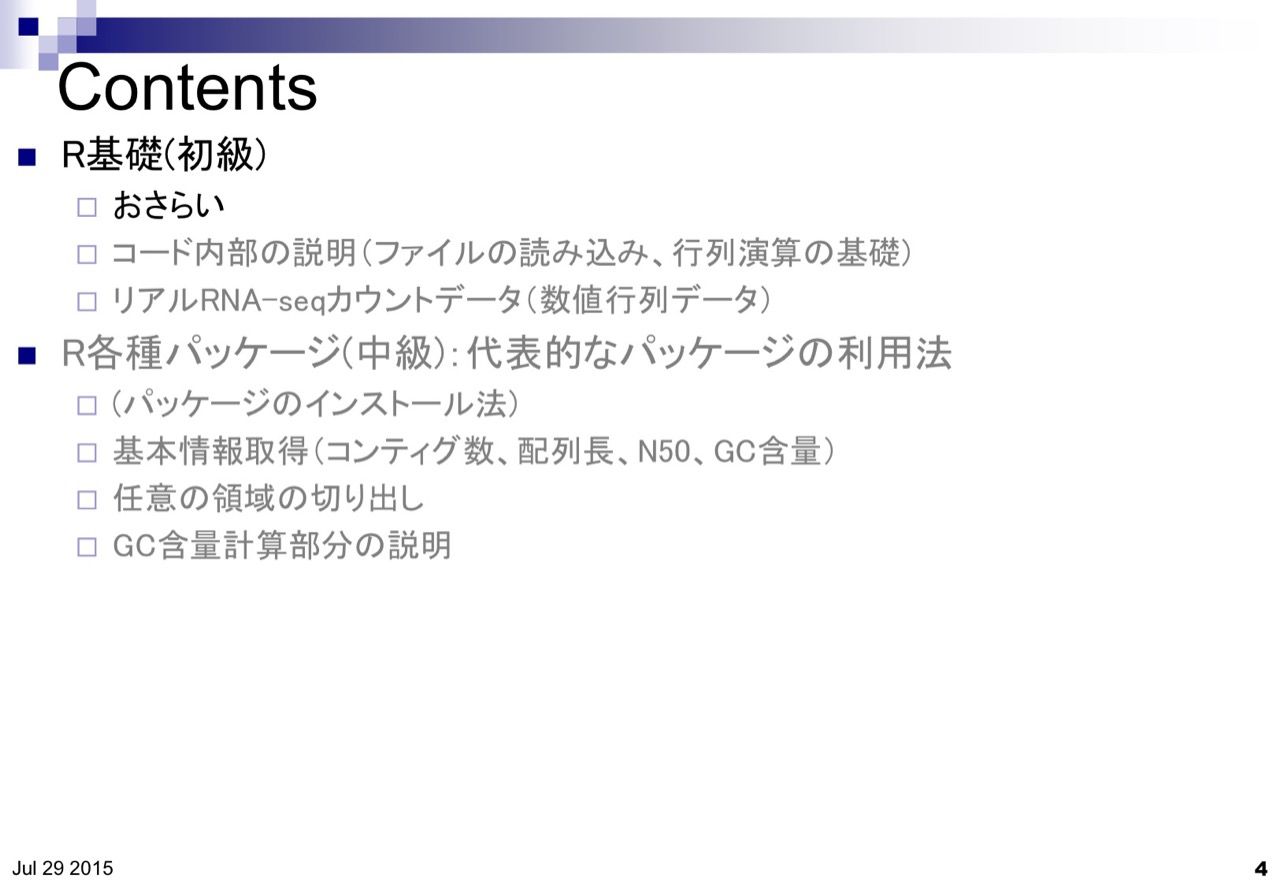 Contents
R基礎(初級)
おさらい
コード内部の説明(ファイルの読み込み、行列演算の基礎)
リアルRNA-seqカウントデータ(数値行列データ)
R各種パッケージ(中級):代表的なパッケージの利用法
(パッケージのインストール法)
基本情報取得(コンティグ数、配列長、N50、GC含量)
任意の領域の切り出し
GC含量計算部分の説明
Jul 29 2015
4